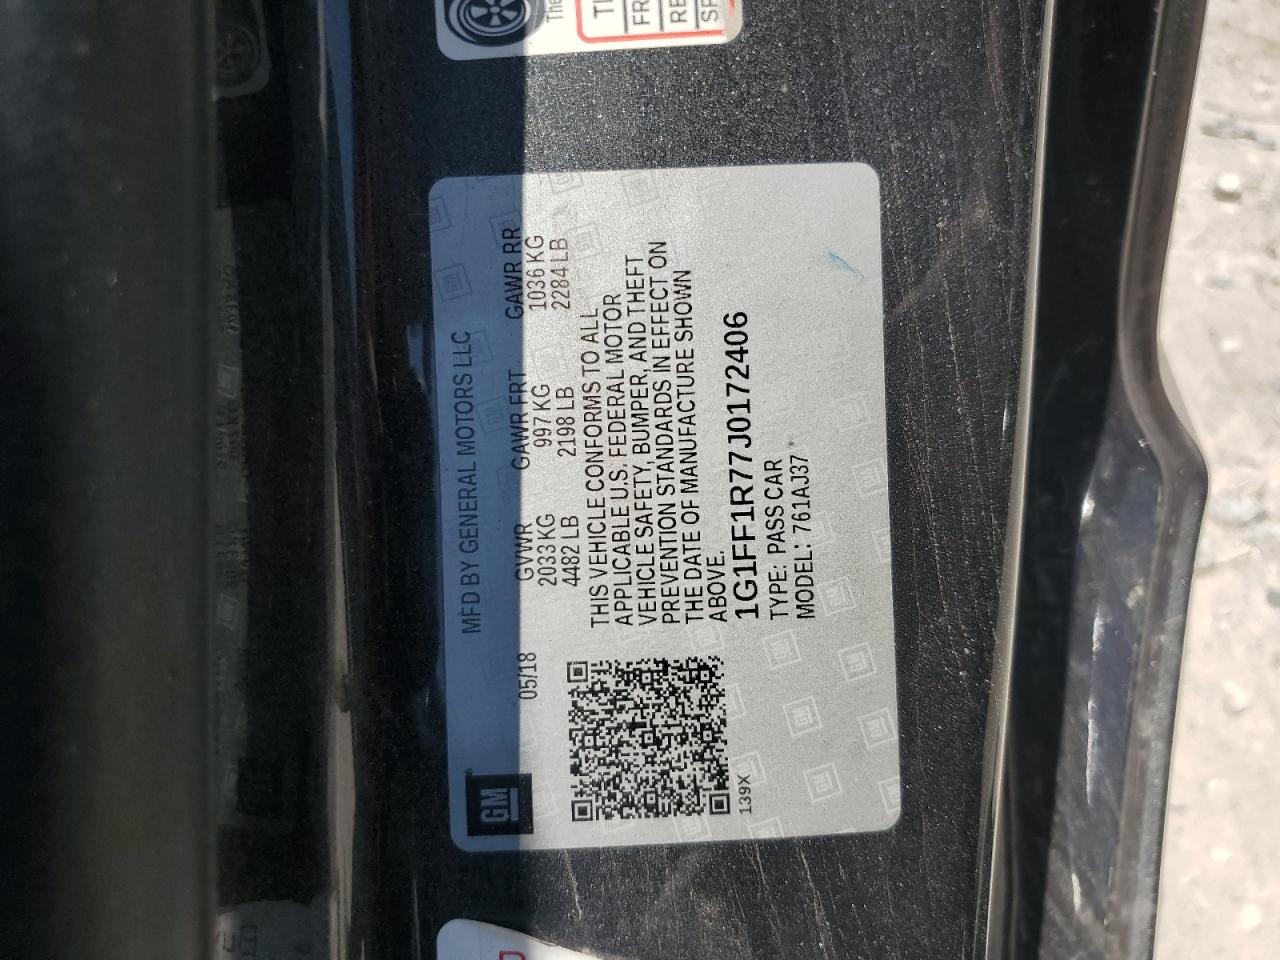 GM
MFD BY GENERAL MOTORS LLC
05/18 GVWR GAWR FRT GAWR RR
2033 KG 997 KG 1036 KG
4482 LB 2198 LB 2284 LB
THIS VEHICLE CONFORMS TO ALL
APPLICABLE U.S. FEDERAL MOTOR
VEHICLE SAFETY, BUMPER, AND THEFT
PREVENTION STANDARDS IN EFFECT ON
THE DATE OF MANUFACTURE SHOWN
ABOVE.
1G1FF1R77J0172406
TYPE: PASS CAR
MODEL: 761AJ37 *
139X
The